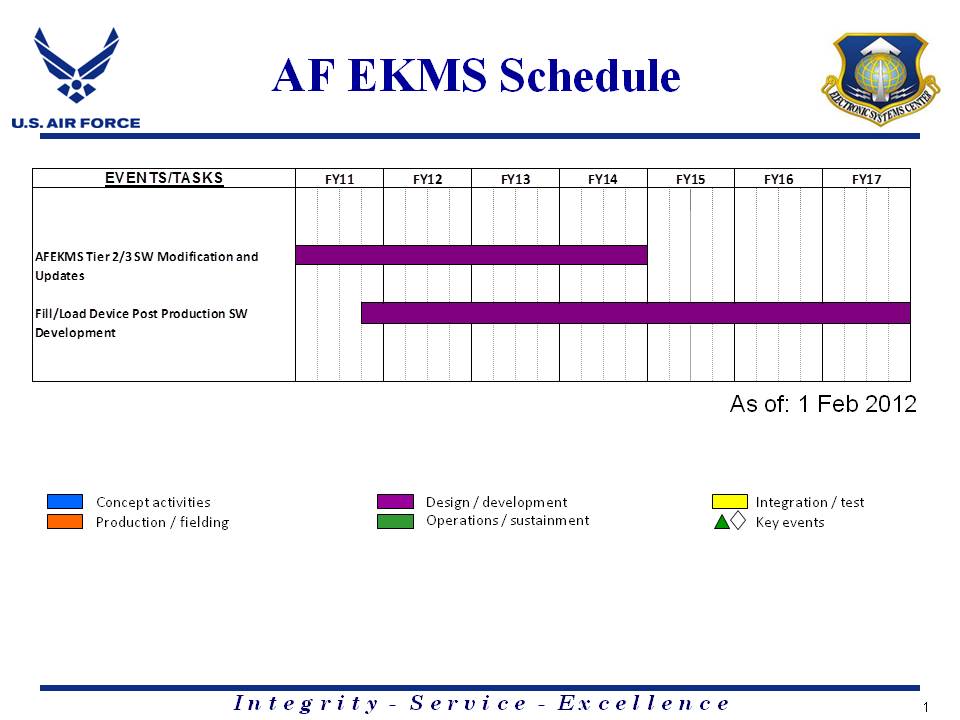 AF EKMS Schedule
U.S. AIR FORCE
ELECTRONIC SYSTEMS CENTER
EVENTS/TASKS FY11 FY12 FY13 FY14 FY15 FY16 FY17
AFEKMS Tier 2/3 SW Modification and
Updates
Fill/Load Device Post Production SW
Development
As of: 1 Feb 2012
Concept activities Design / development Integration / test
Production / fielding Operations / sustainment Key events
Integrity - Service - Excellence
1